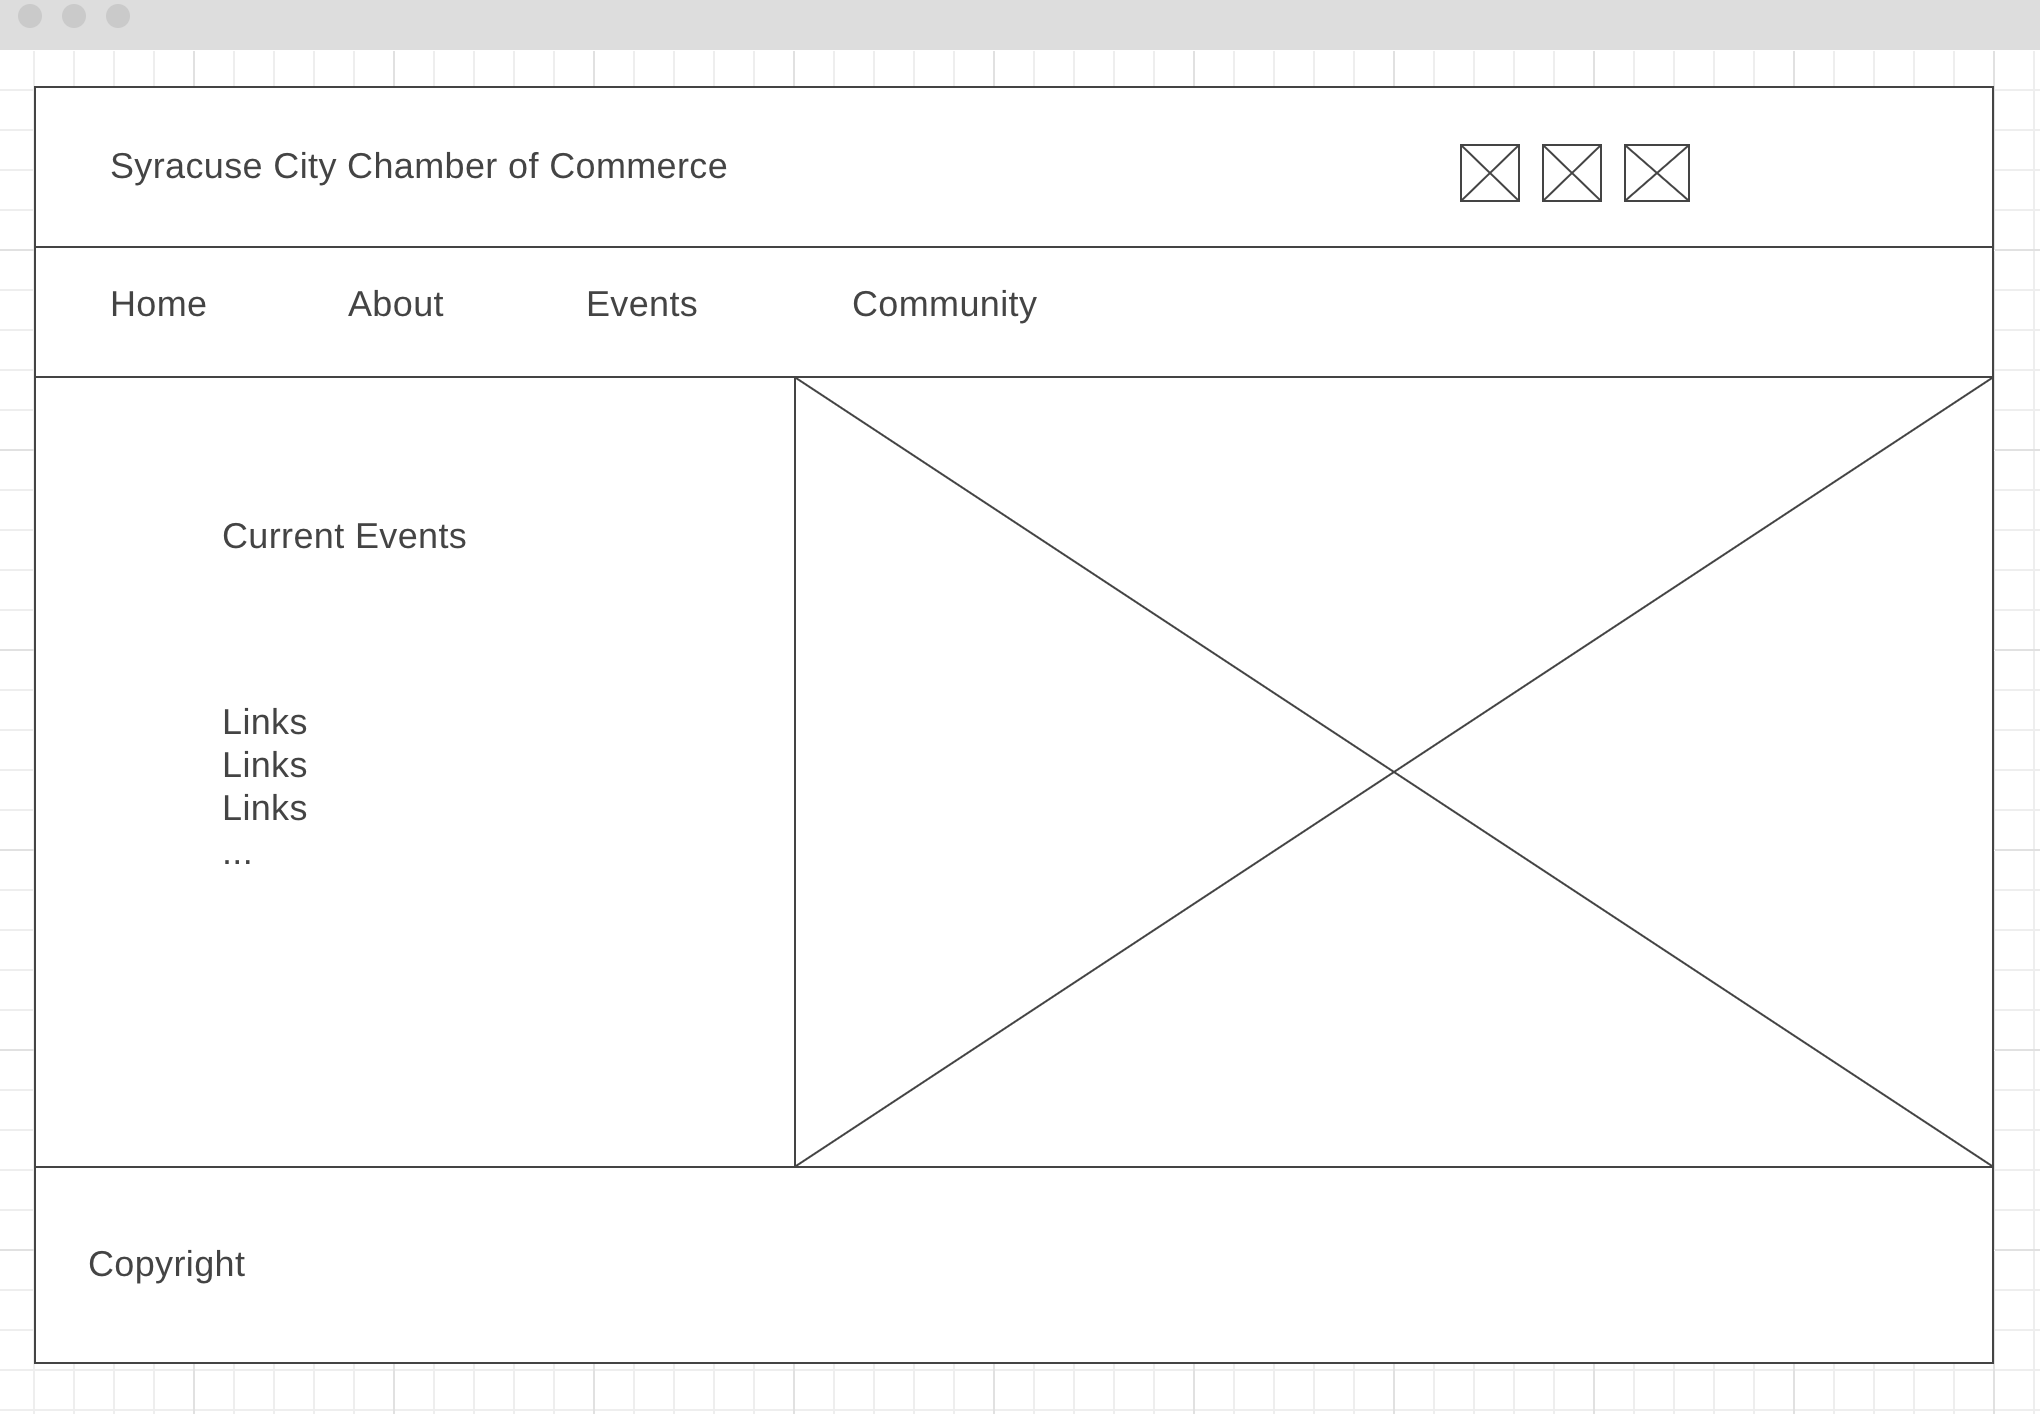 Syracuse City Chamber of Commerce
Home About Events Community
Current Events
Links
Links
Links
...
Copyright